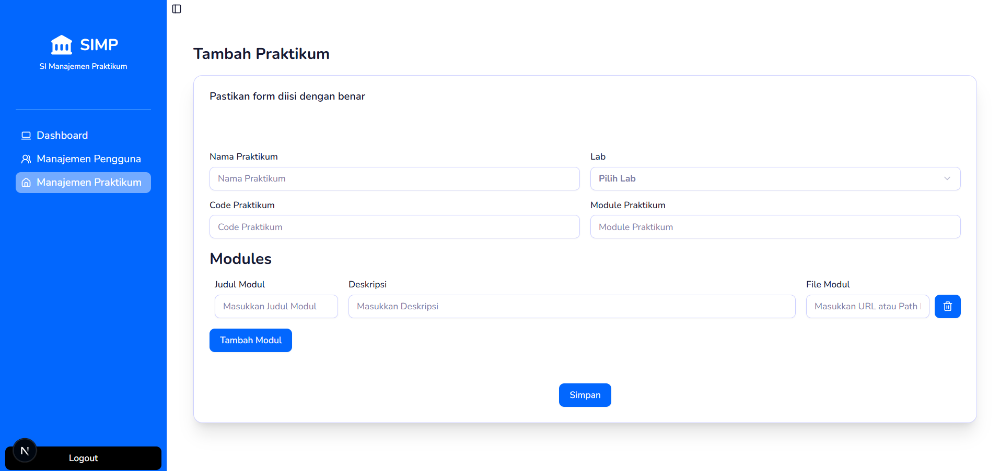 SIMP
SI Manajemen Praktikum
Dashboard
Manajemen Pengguna
Manajemen Praktikum
N
Logout
Tambah Praktikum
Pastikan form diisi dengan benar
Nama Praktikum
Nama Praktikum
Lab
Pilih Lab
Code Praktikum
Code Praktikum
Module Praktikum
Module Praktikum
Modules
Judul Modul
Masukkan Judul Modul
Deskripsi
Masukkan Deskripsi
File Modul
Masukkan URL atau Path
Tambah Modul
Simpan